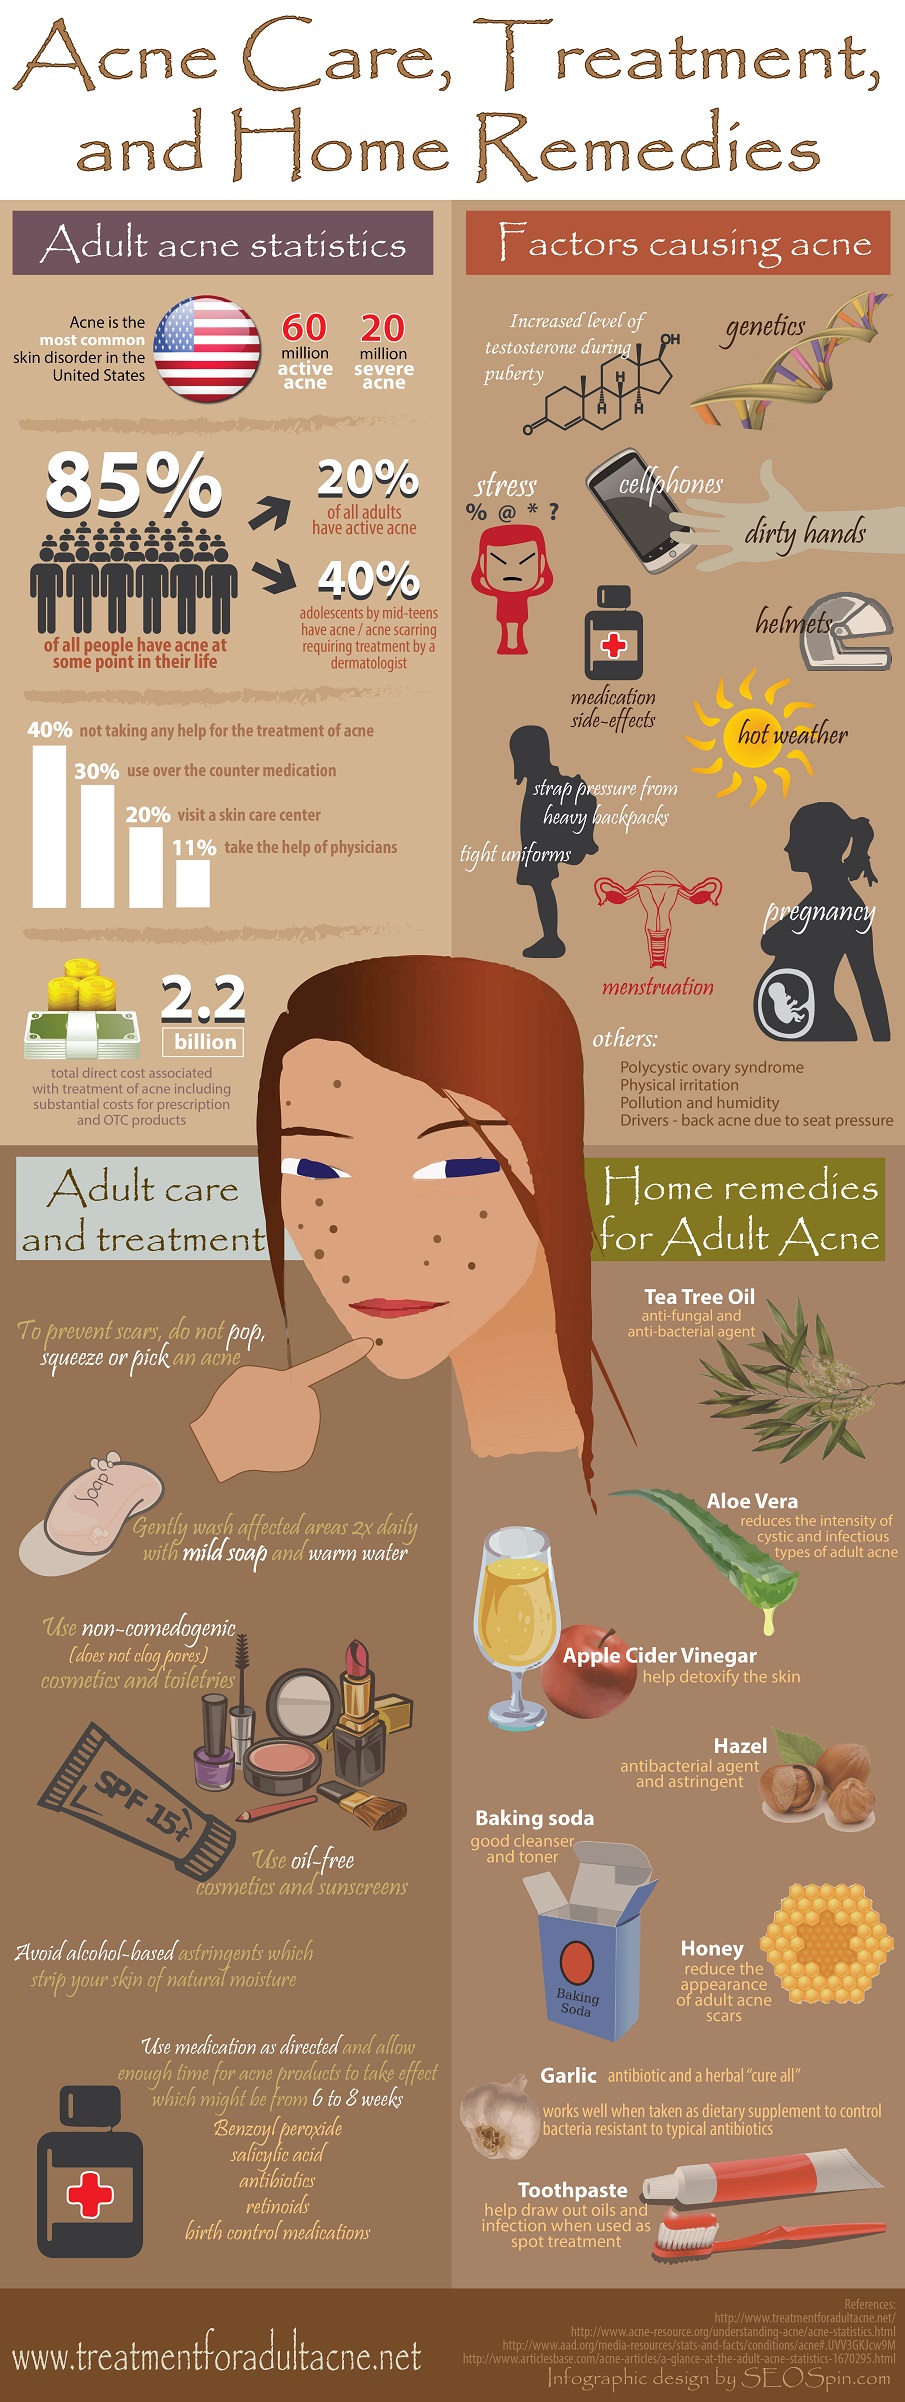 Acne Care, Treatment,
and Home Remedies
Adult acne statistics
Acne is the
most common
skin disorder in the
United States
60
million
active
acne
20
million
severe
acne
85%
of all people have acne at
some point in their life
20%
of all adults
have active acne
40%
adolescents by mid-teens
have acne / acne scarring
requiring treatment by a
dermatologist
40% not taking any help for the treatment of acne
30% use over the counter medication
20% visit a skin care center
11% take the help of physicians
2.2
billion
total direct cost associated
with treatment of acne including
substantial costs for prescription
and OTC products
Factors causing acne
Increased level of
testosterone during
puberty
OH
H
H
H
O
genetics
stress
% @ * ?
cellphones
dirty hands
medication
side-effects
helmets
hot weather
strap pressure from
heavy backpacks
tight uniforms
menstruation
pregnancy
others:
Polycystic ovary syndrome
Physical irritation
Pollution and humidity
Drivers - back acne due to seat pressure
Adult care
and treatment
To prevent scars, do not pop,
squeeze or pick an acne
Soap
Gently wash affected areas 2x daily
with mild soap and warm water
Use non-comedogenic
(does not clog pores)
cosmetics and toiletries
SPF 15+
Use oil-free
cosmetics and sunscreens
Avoid alcohol-based astringents which
strip your skin of natural moisture
Use medication as directed and allow
enough time for acne products to take effect
which might be from 6 to 8 weeks
Benzoyl peroxide
salicylic acid
antibiotics
retinoids
birth control medications
Home remedies
for Adult Acne
Tea Tree Oil
anti-fungal and
anti-bacterial agent
Aloe Vera
reduces the intensity of
cystic and infectious
types of adult acne
Apple Cider Vinegar
help detoxify the skin
Hazel
antibacterial agent
and astringent
Baking soda
good cleanser
and toner
Baking
Soda
Honey
reduce the
appearance
of adult acne
scars
Garlic antibiotic and a herbal "cure all"
works well when taken as dietary supplement to control
bacteria resistant to typical antibiotics
Toothpaste
help draw out oils and
infection when used as
spot treatment
www.treatmentforadultacne.net
References:
http://www.treatmentforadultacne.net/
http://www.acne-resource.org/understanding-acne/acne-statistics.html
http://www.aad.org/media-resources/stats-and-facts/conditions/acne#.UVV3GKJcw9M
http://www.articlesbase.com/acne-articles/a-glance-at-the-adult-acne-statistics-1670295.html
Infographic design by SEOSpin.com